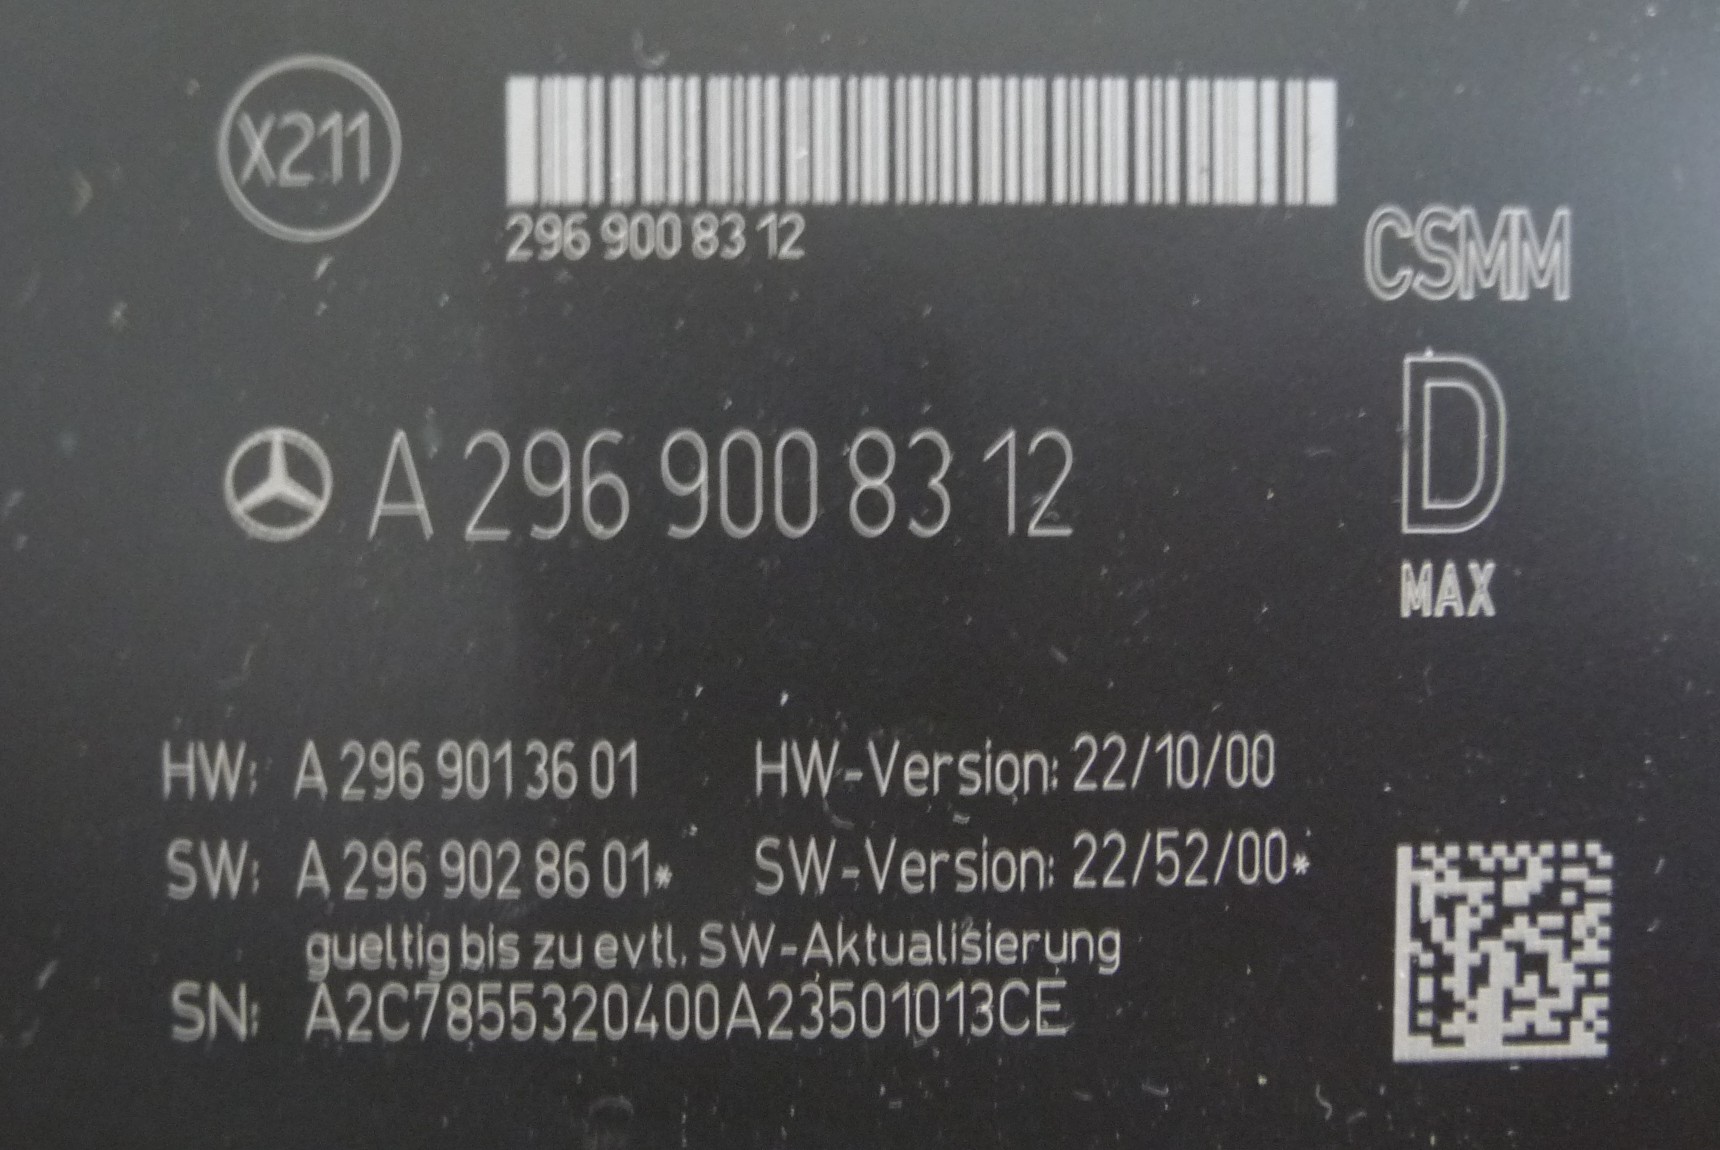 X211
296 900 83 12
CSMM
D
MAX
A 296 900 83 12
HW: A 296 901 36 01 HW-Version: 22/10/00
SW: A 296 902 86 01* SW-Version: 22/52/00*
gueltig bis zu evtl. SW-Aktualisierung
SN: A2C7855320400A23501013CE